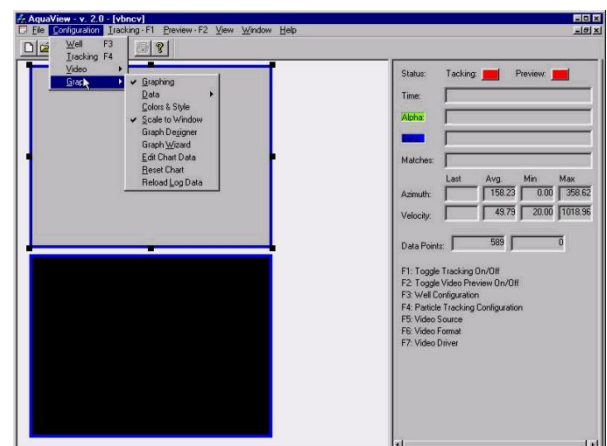 AquaView - v. 2.0 - [vbncv]
File Configuration Tracking - F1 Preview - F2 View Window Help
Well F3
Tracking F4
Video
Graph
Graphing
Data
Colors & Style
Scale to Window
Graph Designer
Graph Wizard
Edit Chart Data
Reset Chart
Reload Log Data
Status: Tacking: Preview:
Time:
Alpha:
Matches:
Last Avg. Min Max
Azimuth: 158.23 0.00 358.62
Velocity: 49.79 20.00 1018.96
Data Points: 589 0
F1: Toggle Tracking On/Off
F2: Toggle Video Preview On/Off
F3: Well Configuration
F4: Particle Tracking Configuration
F5: Video Source
F6: Video Format
F7: Video Driver